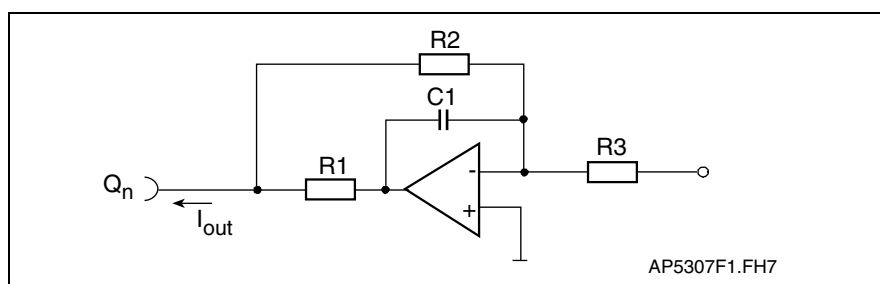 R2
C1
R1
R3
Qn
Iout
-
+
AP5307F1.FH7